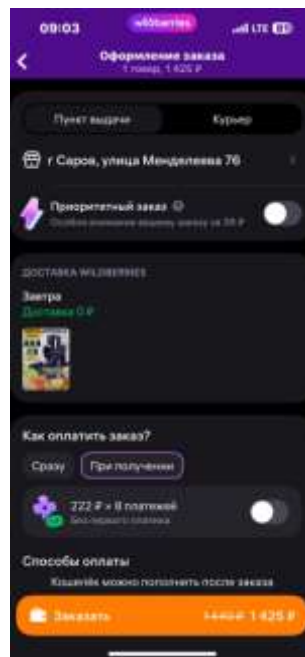 09:03
wildberries
LTE
Оформление заказа
1 товар, 1 425 ₽
Пункт выдачи
Курьер
г Саров, улица Менделеева 76
Приоритетный заказ
ДОСТАВКА WILDBERRIES
Завтра
Доставка 0 ₽
Как оплатить заказ?
Сразу
При получении
222 ₽ × 8 платежей
Без первого платежа
Способы оплаты
Кошелёк можно пополнить после заказа
Заказать
1 425 ₽